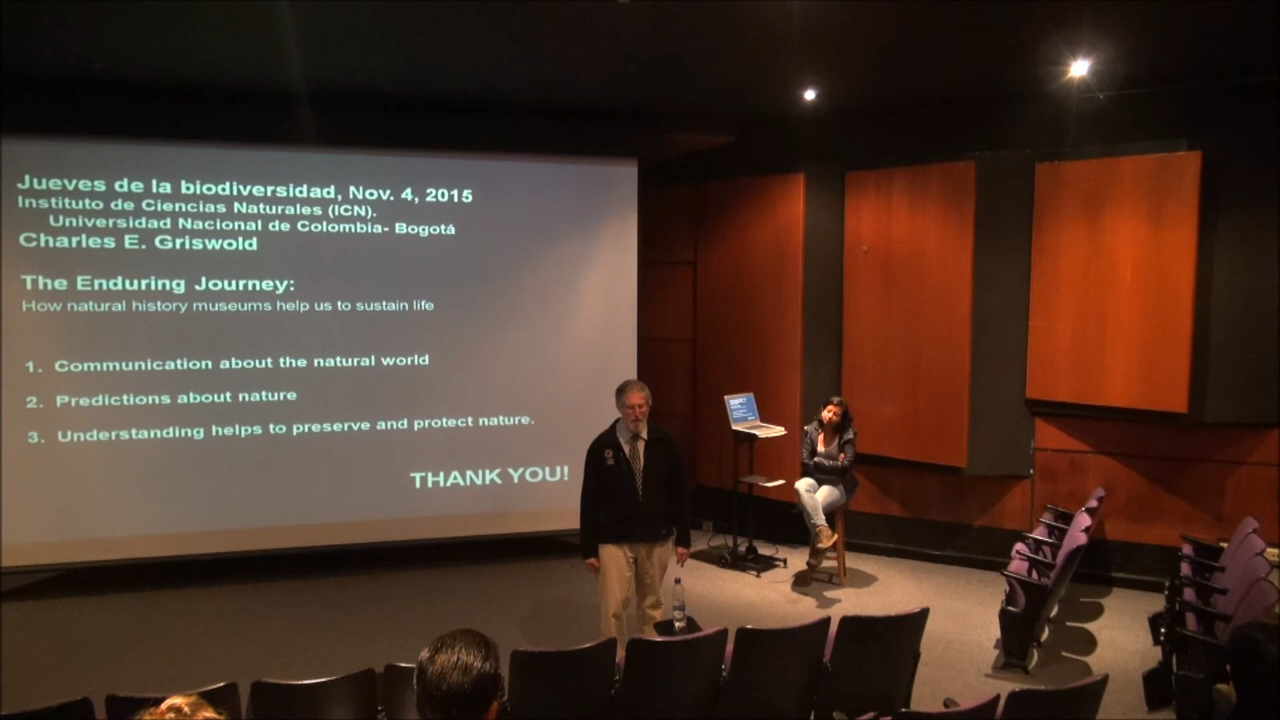 Jueves de la biodiversidad, Nov. 4, 2015
Instituto de Ciencias Naturales (ICN).
Universidad Nacional de Colombia- Bogotá
Charles E. Griswold
The Enduring Journey:
How natural history museums help us to sustain life
1. Communication about the natural world
2. Predictions about nature
3. Understanding helps to preserve and protect nature.
THANK YOU!